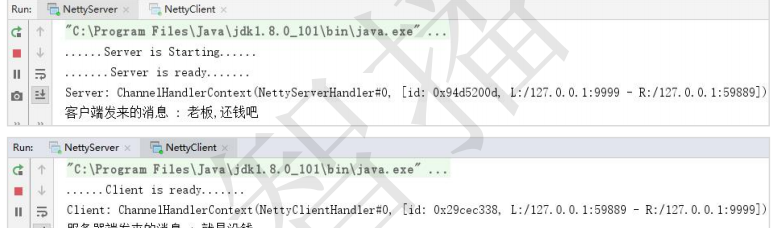 Run: NettyServer × NettyClient ×
"C:\Program Files\Java\jdk1.8.0_101\bin\java.exe" ...
......Server is Starting......
.......Server is ready.......
Server: ChannelHandlerContext(NettyServerHandler#0, [id: 0x94d5200d, L:/127.0.0.1:9999 - R:/127.0.0.1:59889])
客户端发来的消息 : 老板,还钱吧
Run: NettyServer × NettyClient ×
"C:\Program Files\Java\jdk1.8.0_101\bin\java.exe" ...
......Client is ready.......
Client: ChannelHandlerContext(NettyClientHandler#0, [id: 0x29cec338, L:/127.0.0.1:59889 - R:/127.0.0.1:9999])
服务器端发来的消息 : 就是没钱